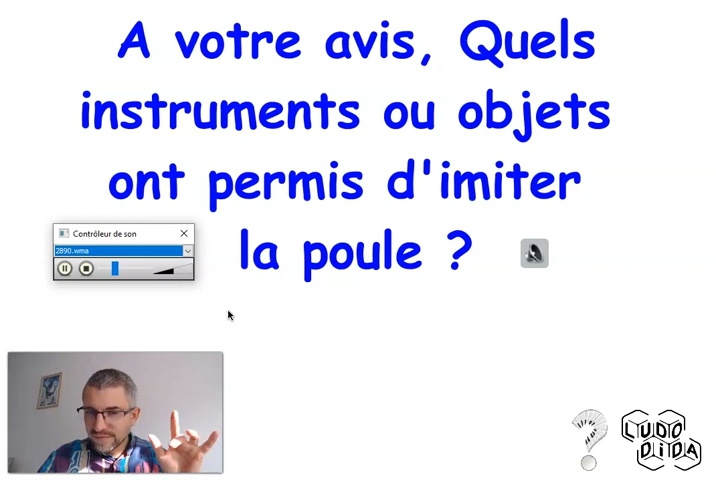 A votre avis, Quels
instruments ou objets
ont permis d'imiter
la poule ?
Contrôleur de son
2890.wma
?
LUDO
DiDA